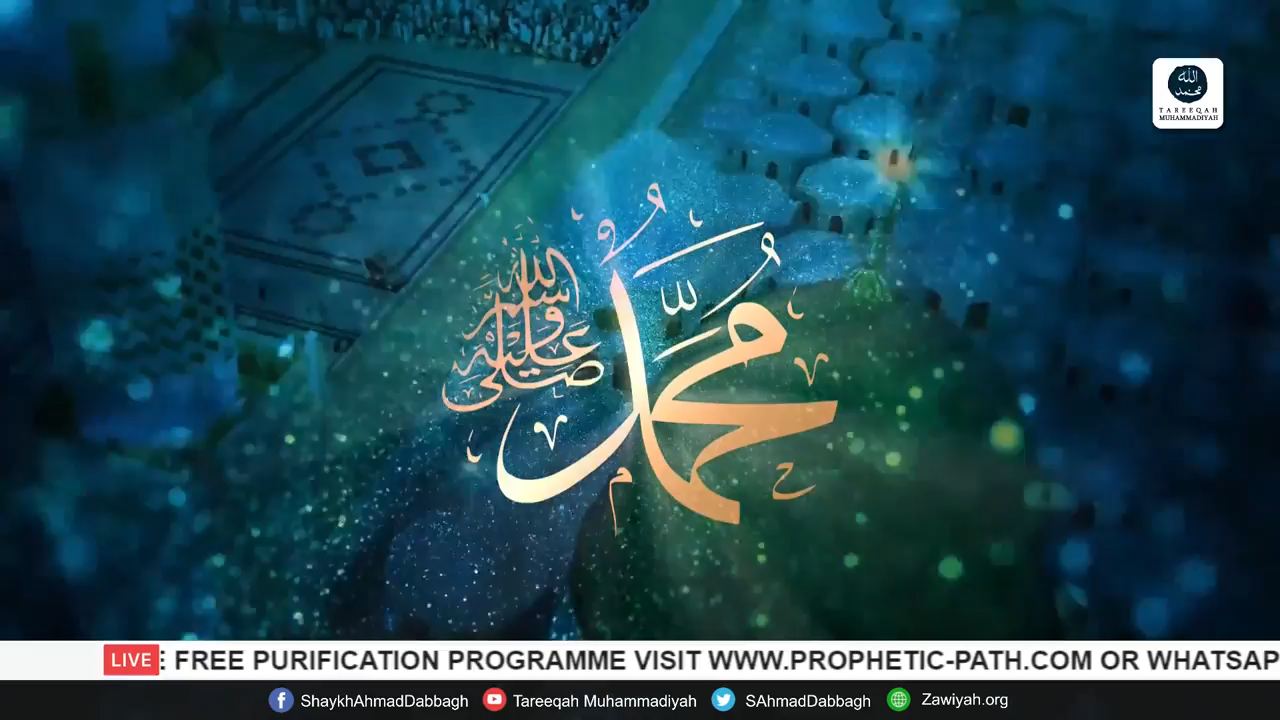 الله
محمد
TAREEQAH
MUHAMMADIYAH
مُحَمَّد
صلى الله عليه وسلم
LIVE
E FREE PURIFICATION PROGRAMME VISIT WWW.PROPHETIC-PATH.COM OR WHATSAP
ShaykhAhmadDabbagh
Tareeqah Muhammadiyah
SAhmadDabbagh
Zawiyah.org